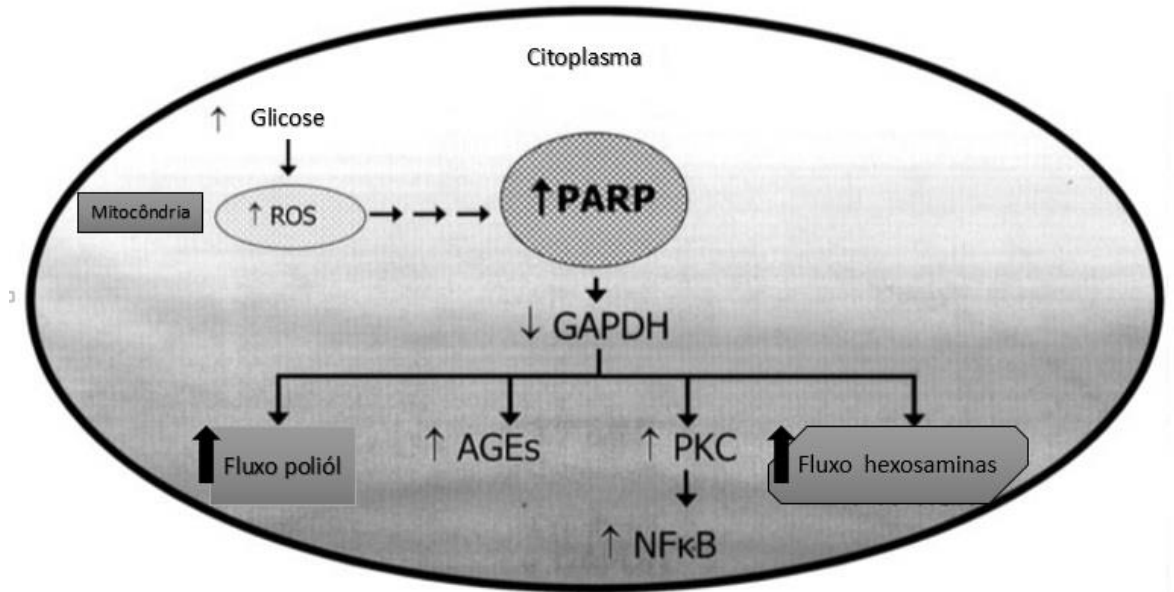 Citoplasma
↑ Glicose
Mitocôndria
↑ ROS
↑PARP
↓ GAPDH
↑ Fluxo poliól
↑ AGEs
↑ PKC
↑ Fluxo hexosaminas
↑ NFκB